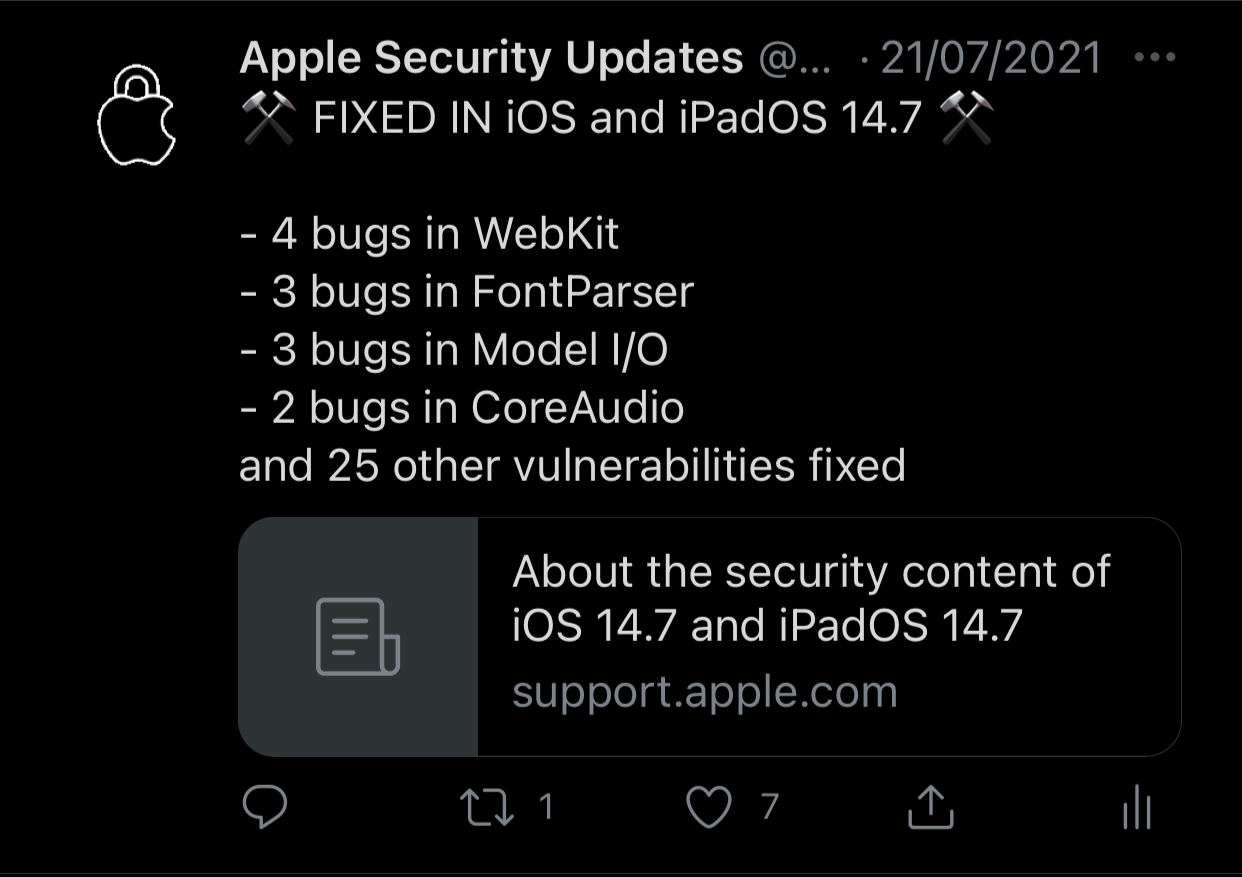 Apple Security Updates @... · 21/07/2021
⚒ FIXED IN iOS and iPadOS 14.7 ⚒
- 4 bugs in WebKit
- 3 bugs in FontParser
- 3 bugs in Model I/O
- 2 bugs in CoreAudio
and 25 other vulnerabilities fixed
About the security content of
iOS 14.7 and iPadOS 14.7
support.apple.com
1 7